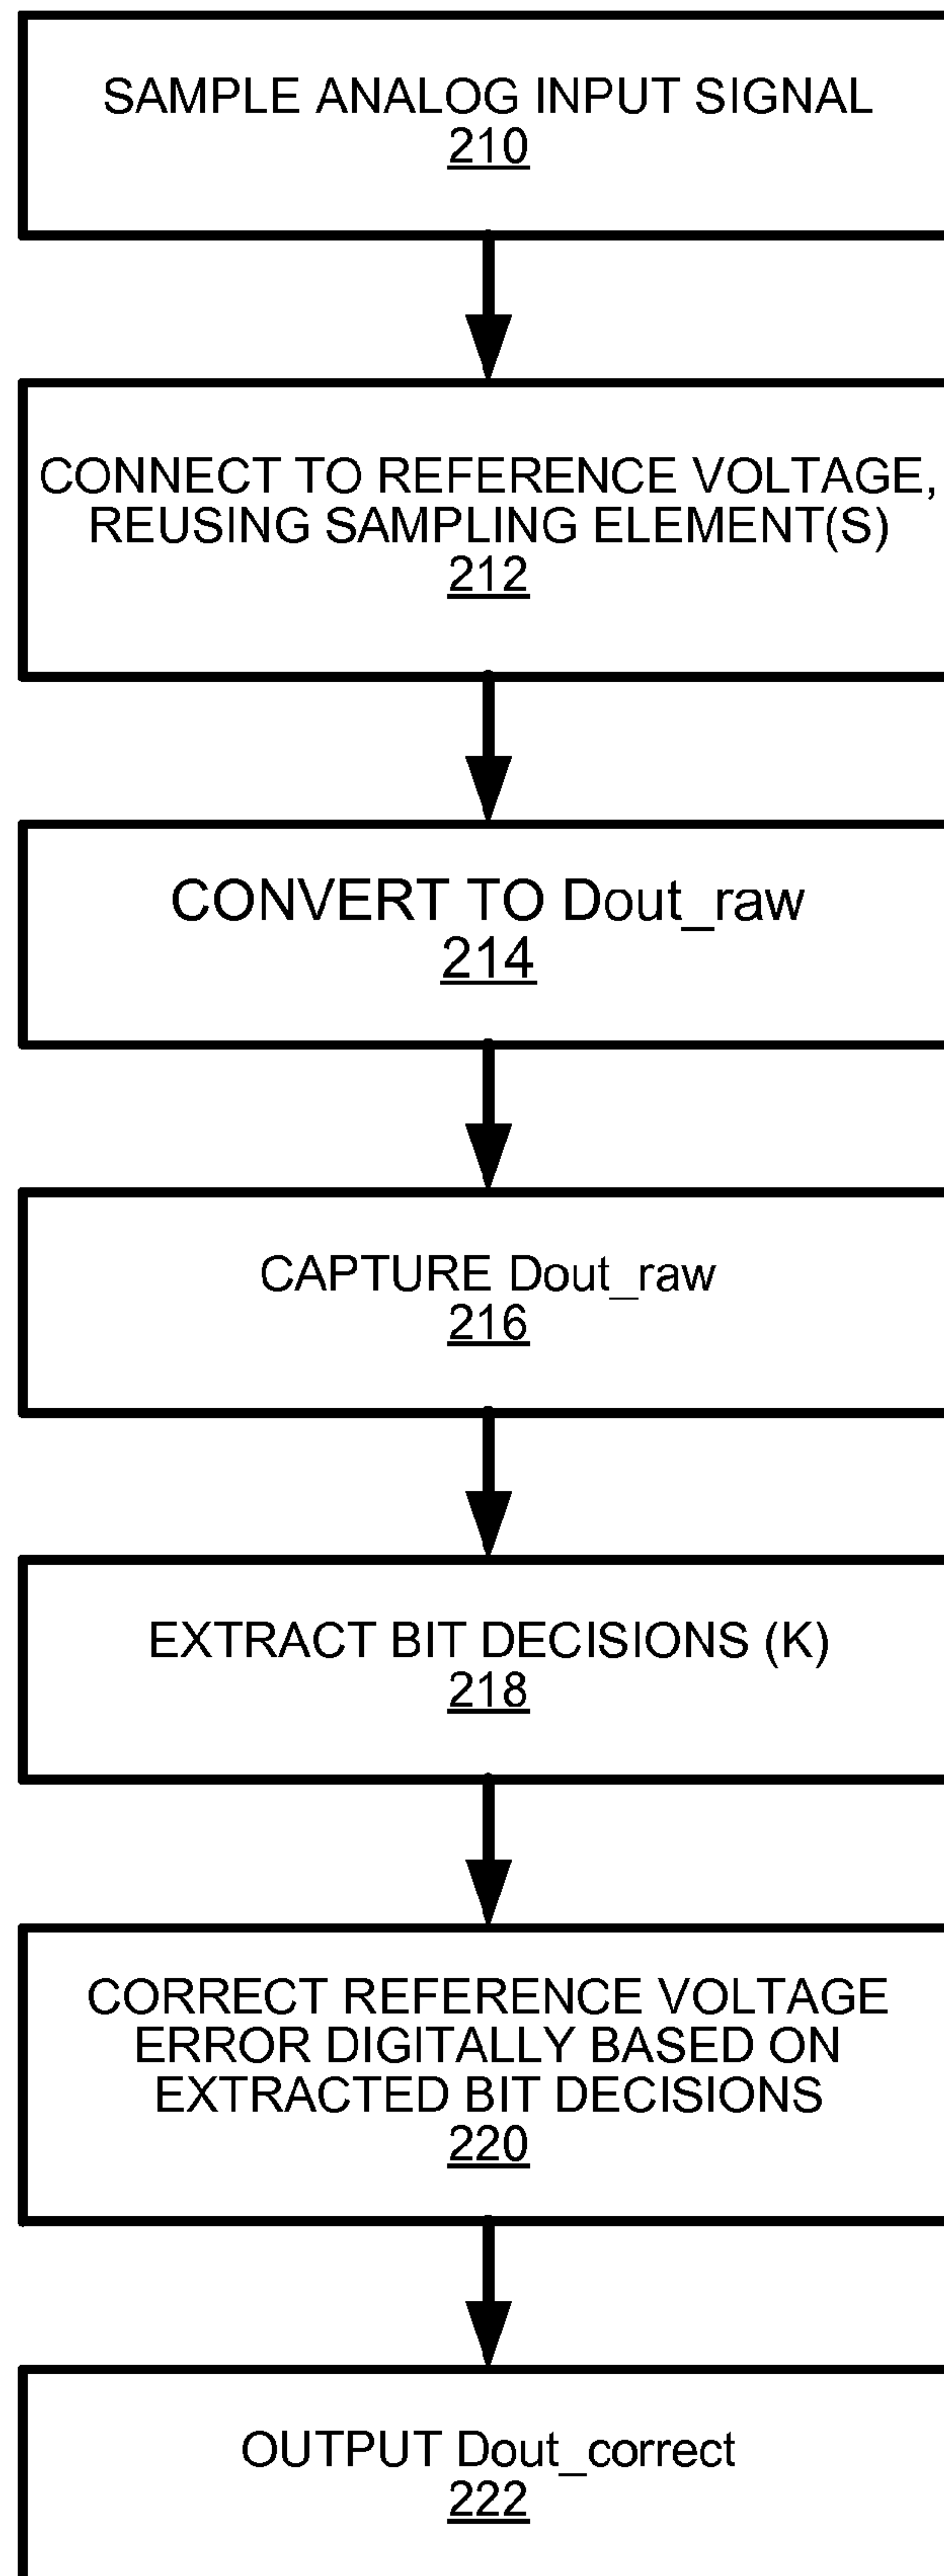 SAMPLE ANALOG INPUT SIGNAL
210
CONNECT TO REFERENCE VOLTAGE,
REUSING SAMPLING ELEMENT(S)
212
CONVERT TO Dout_raw
214
CAPTURE Dout_raw
216
EXTRACT BIT DECISIONS (K)
218
CORRECT REFERENCE VOLTAGE
ERROR DIGITALLY BASED ON
EXTRACTED BIT DECISIONS
220
OUTPUT Dout_correct
222